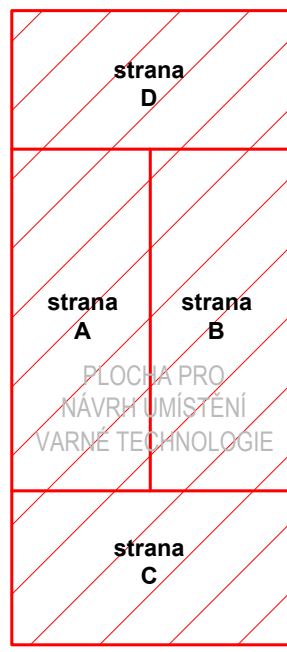 strana
D
strana
A
strana
B
PLOCHA PRO
NÁVRH UMÍSTĚNÍ
VARNÉ TECHNOLOGIE
strana
C